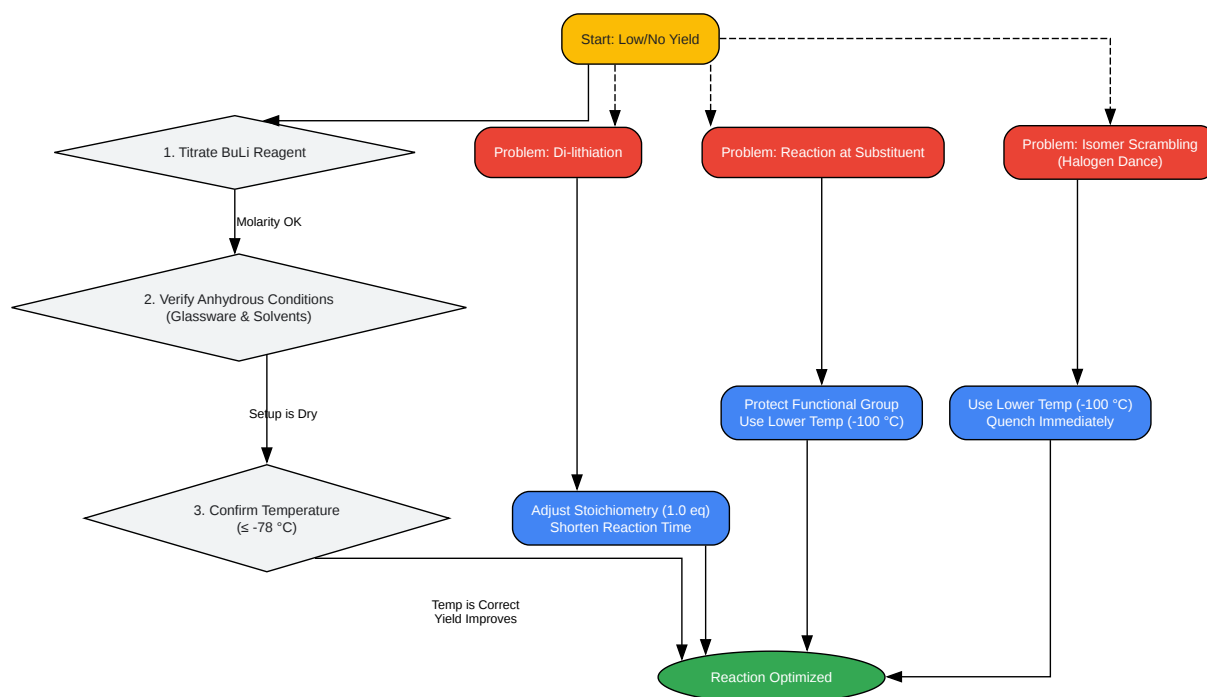 Start: Low/No Yield
1. Titrate BuLi Reagent
Problem: Di-lithiation
Problem: Reaction at Substituent
Problem: Isomer Scrambling
(Halogen Dance)
Molarity OK
2. Verify Anhydrous Conditions
(Glassware & Solvents)
Setup is Dry
Protect Functional Group
Use Lower Temp (-100 °C)
Use Lower Temp (-100 °C)
Quench Immediately
3. Confirm Temperature
(≤ -78 °C)
Adjust Stoichiometry (1.0 eq)
Shorten Reaction Time
Temp is Correct
Yield Improves
Reaction Optimized